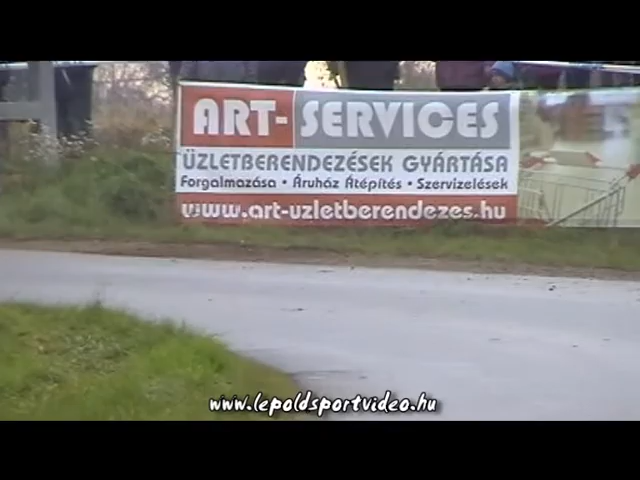 ART-SERVICES
ÜZLETBERENDEZÉSEK GYÁRTÁSA
Forgalmazása • Áruház Átépítés • Szervizelések
www.art-uzletberendezes.hu
www.lepoldsportvideo.hu